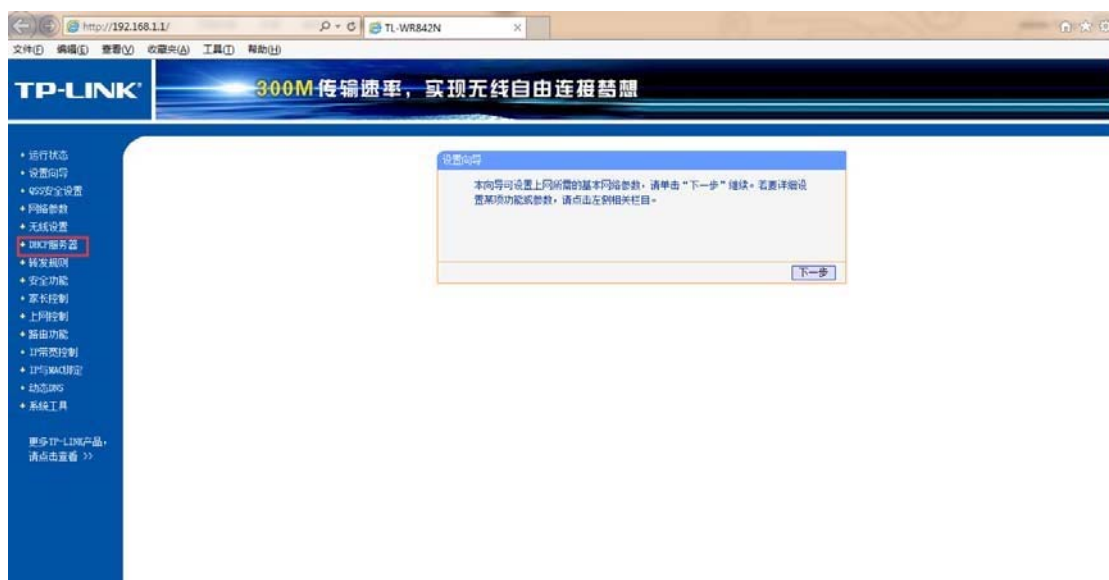 http://192.168.1.1/
TL-WR842N
文件(F) 编辑(E) 查看(V) 收藏夹(A) 工具(T) 帮助(H)
TP-LINK
300M传输速率，实现无线自由连接梦想
运行状态
设置向导
QSS安全设置
网络参数
无线设置
DHCP服务器
转发规则
安全功能
家长控制
上网控制
路由功能
IP带宽控制
IP与MAC绑定
动态DNS
系统工具
更多TP-LINK产品，
请点击查看 >>
设置向导
本向导可设置上网所需的基本网络参数，请单击“下一步”继续。若要详细设
置某项功能或参数，请点击左侧相关栏目。
下一步